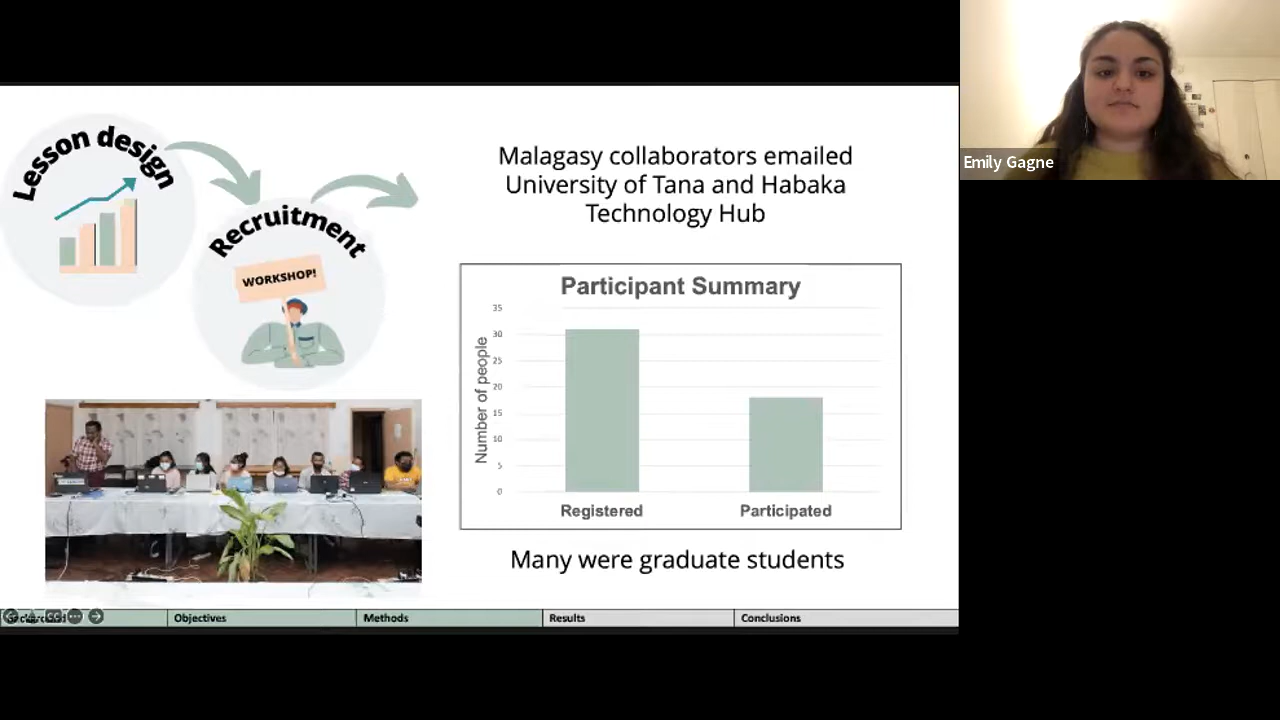 Lesson design
Recruitment
WORKSHOP!
Malagasy collaborators emailed
University of Tana and Habaka
Technology Hub
Participant Summary
Number of people
35
30
25
20
15
10
5
0
Registered
Participated
Many were graduate students
Objectives
Methods
Results
Conclusions
Emily Gagne